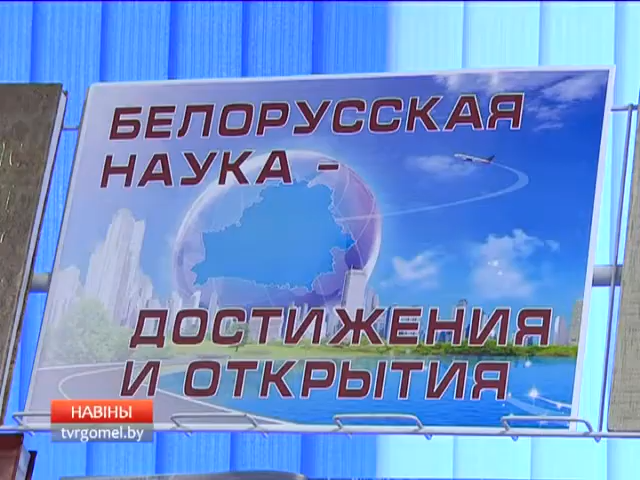 БЕЛОРУССКАЯ
НАУКА -
ДОСТИЖЕНИЯ
И ОТКРЫТИЯ
НАВІНЫ
tvrgomel.by